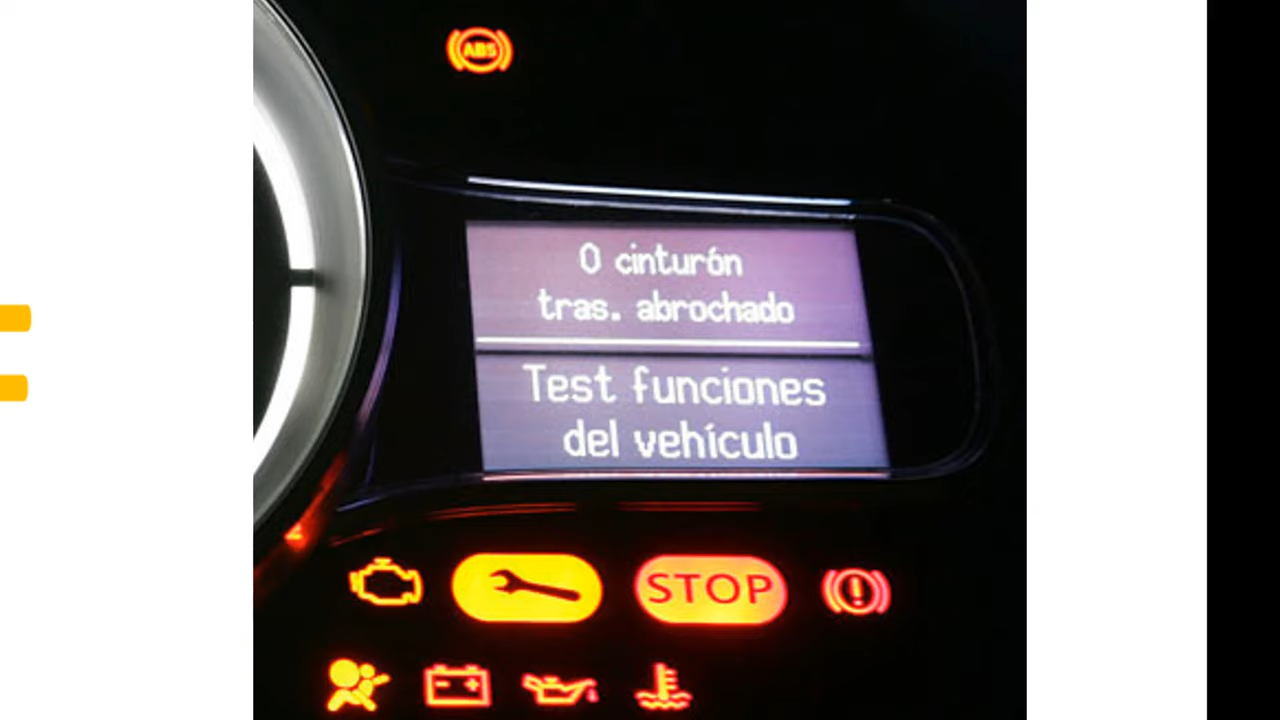 ABS
0 cinturón
tras. abrochado
Test funciones
del vehículo
STOP